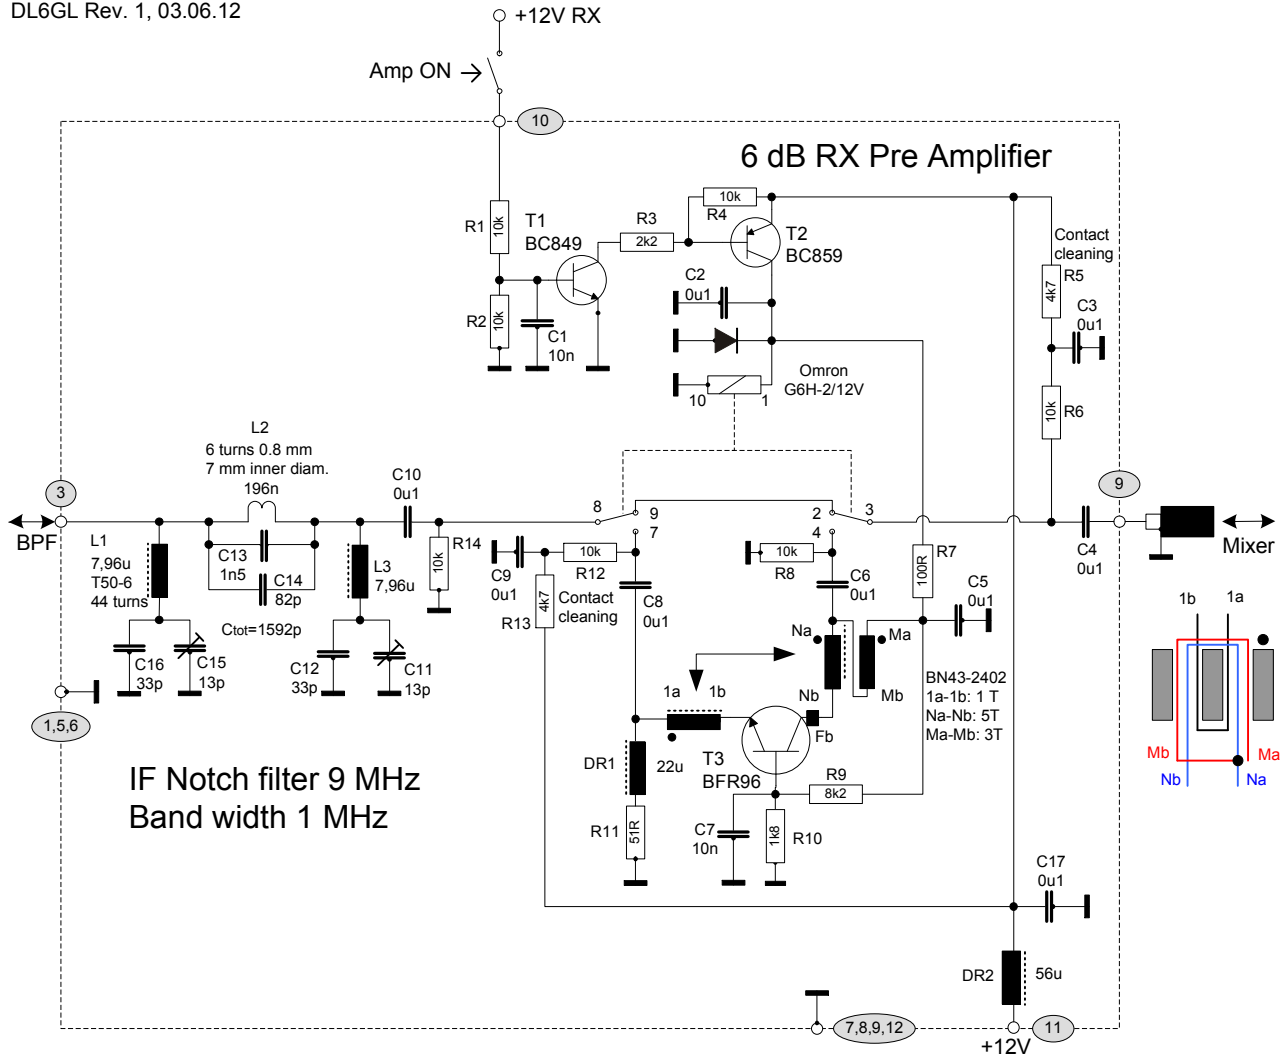 DL6GL Rev. 1, 03.06.12
+12V RX
Amp ON
10
6 dB RX Pre Amplifier
R1
10k
T1
BC849
R3
2k2
10k
R4
T2
BC859
Contact
cleaning
R5
4k7
C2
0u1
C3
0u1
R2
10k
C1
10n
Omron
G6H-2/12V
10
1
10k
R6
L2
6 turns 0.8 mm
7 mm inner diam.
196n
C10
0u1
3
8
9
7
2
4
3
9
BPF
L1
7,96u
T50-6
44 turns
C13
1n5
C14
82p
Ctot=1592p
L3
7,96u
R14
10k
C9
0u1
10k
R12
4k7
R13
Contact
cleaning
C8
0u1
10k
R8
C6
0u1
R7
100R
C5
0u1
C4
0u1
Mixer
1b
1a
C16
33p
C15
13p
C12
33p
C11
13p
Na
Ma
Nb
Mb
1a
1b
Fb
BN43-2402
1a-1b: 1 T
Na-Nb: 5T
Ma-Mb: 3T
Mb
Ma
Nb
Na
1,5,6
DR1
22u
T3
BFR96
R9
8k2
IF Notch filter 9 MHz
Band width 1 MHz
R11
51R
C7
10n
1k8
R10
C17
0u1
DR2
56u
7,8,9,12
11
+12V